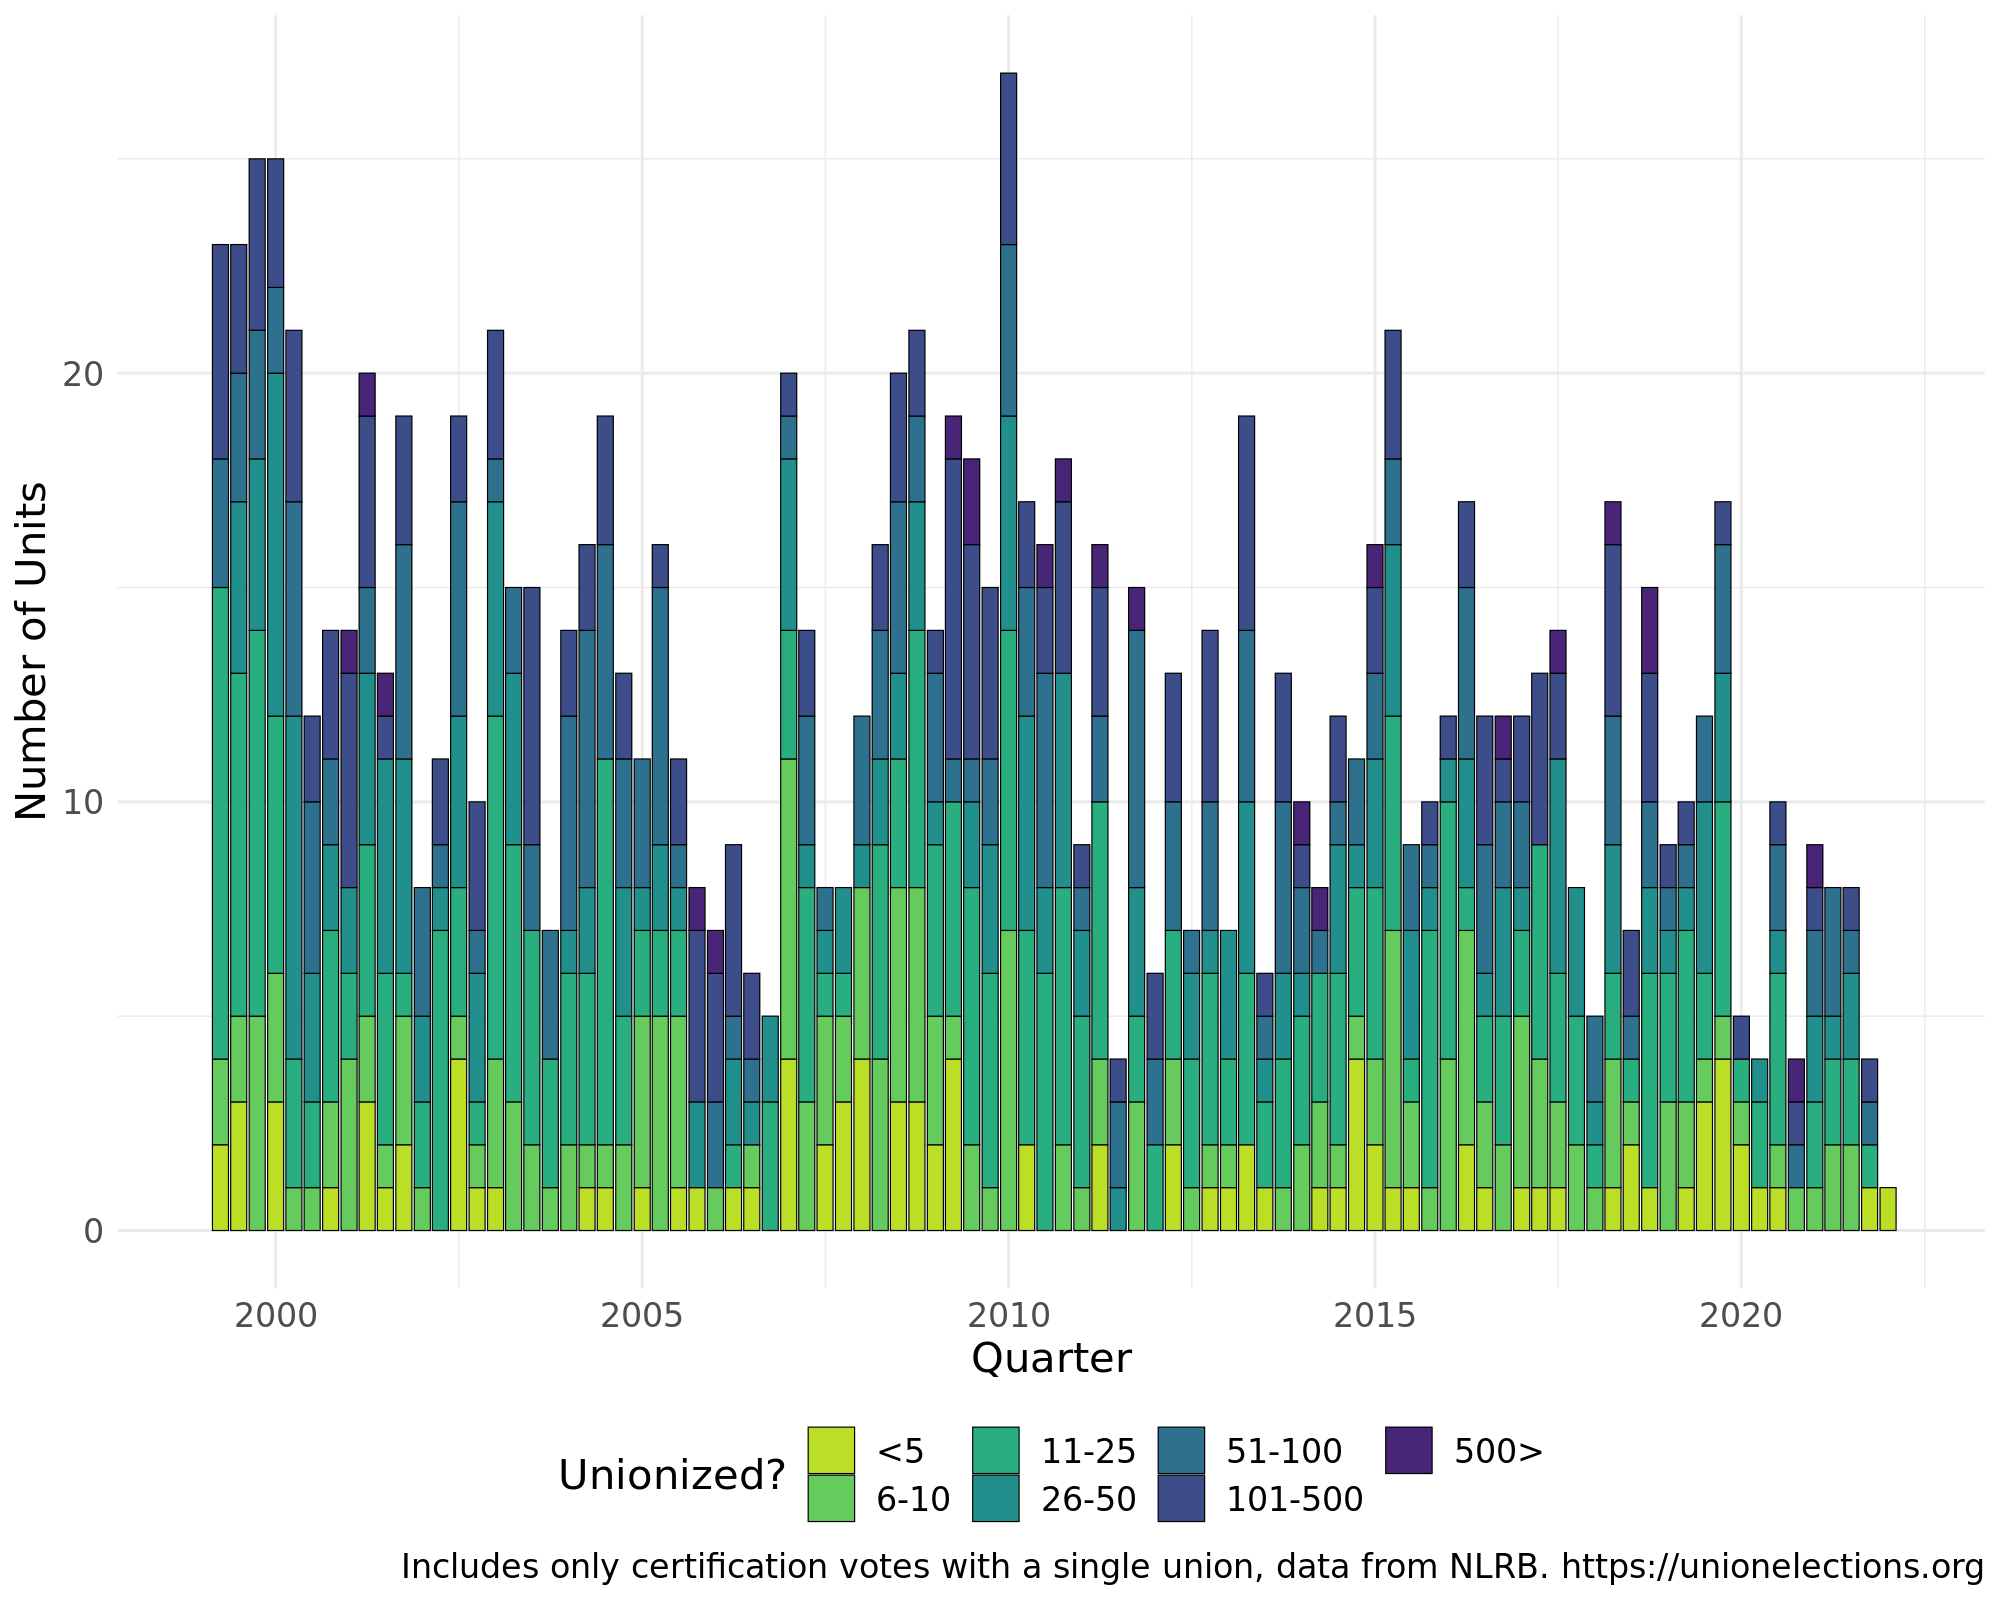 Number of Units
20
10
0
2000 2005 2010 2015 2020
Quarter
Unionized?
<5 11-25 51-100 500>
6-10 26-50 101-500
Includes only certification votes with a single union, data from NLRB. https://unionelections.org